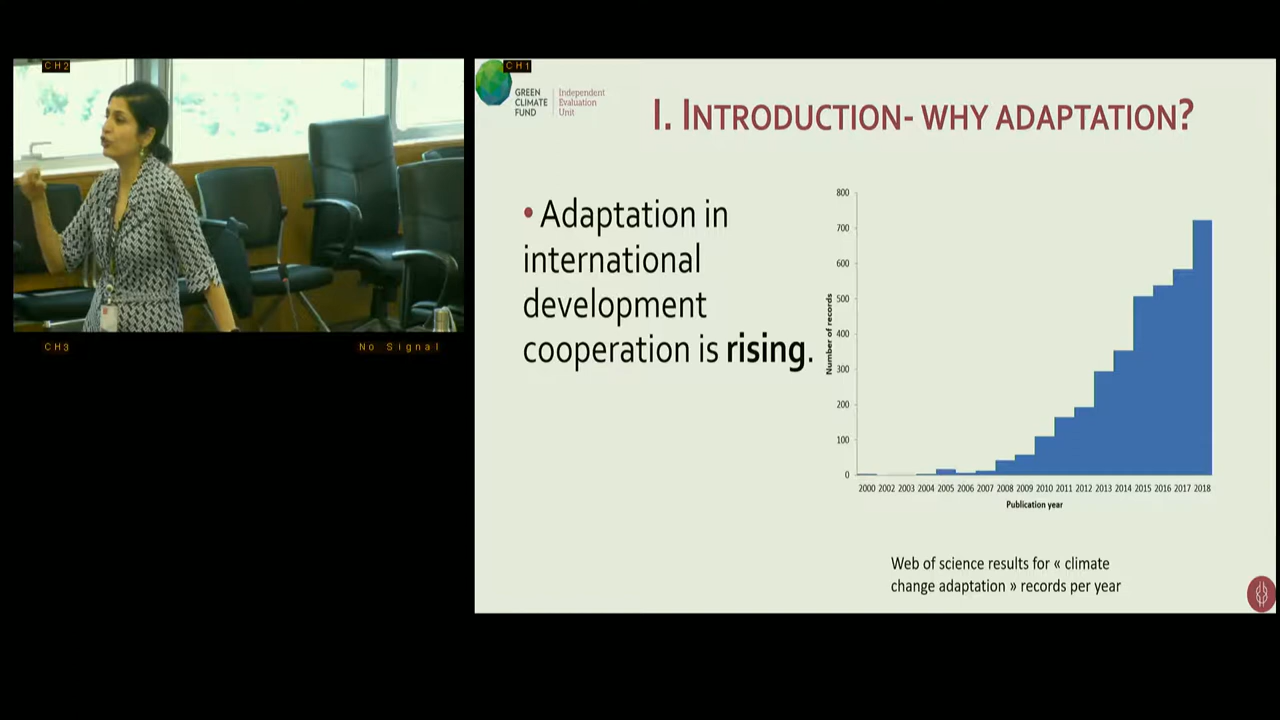 CH2
CH3
No Signal
CH1
GREEN
CLIMATE
FUND
Independent
Evaluation
Unit
I. INTRODUCTION- WHY ADAPTATION?
• Adaptation in
international
development
cooperation is rising.
Number of records
800
700
600
500
400
300
200
100
0
2000 2002 2003 2004 2005 2006 2007 2008 2009 2010 2011 2012 2013 2014 2015 2016 2017 2018
Publication year
Web of science results for « climate
change adaptation » records per year